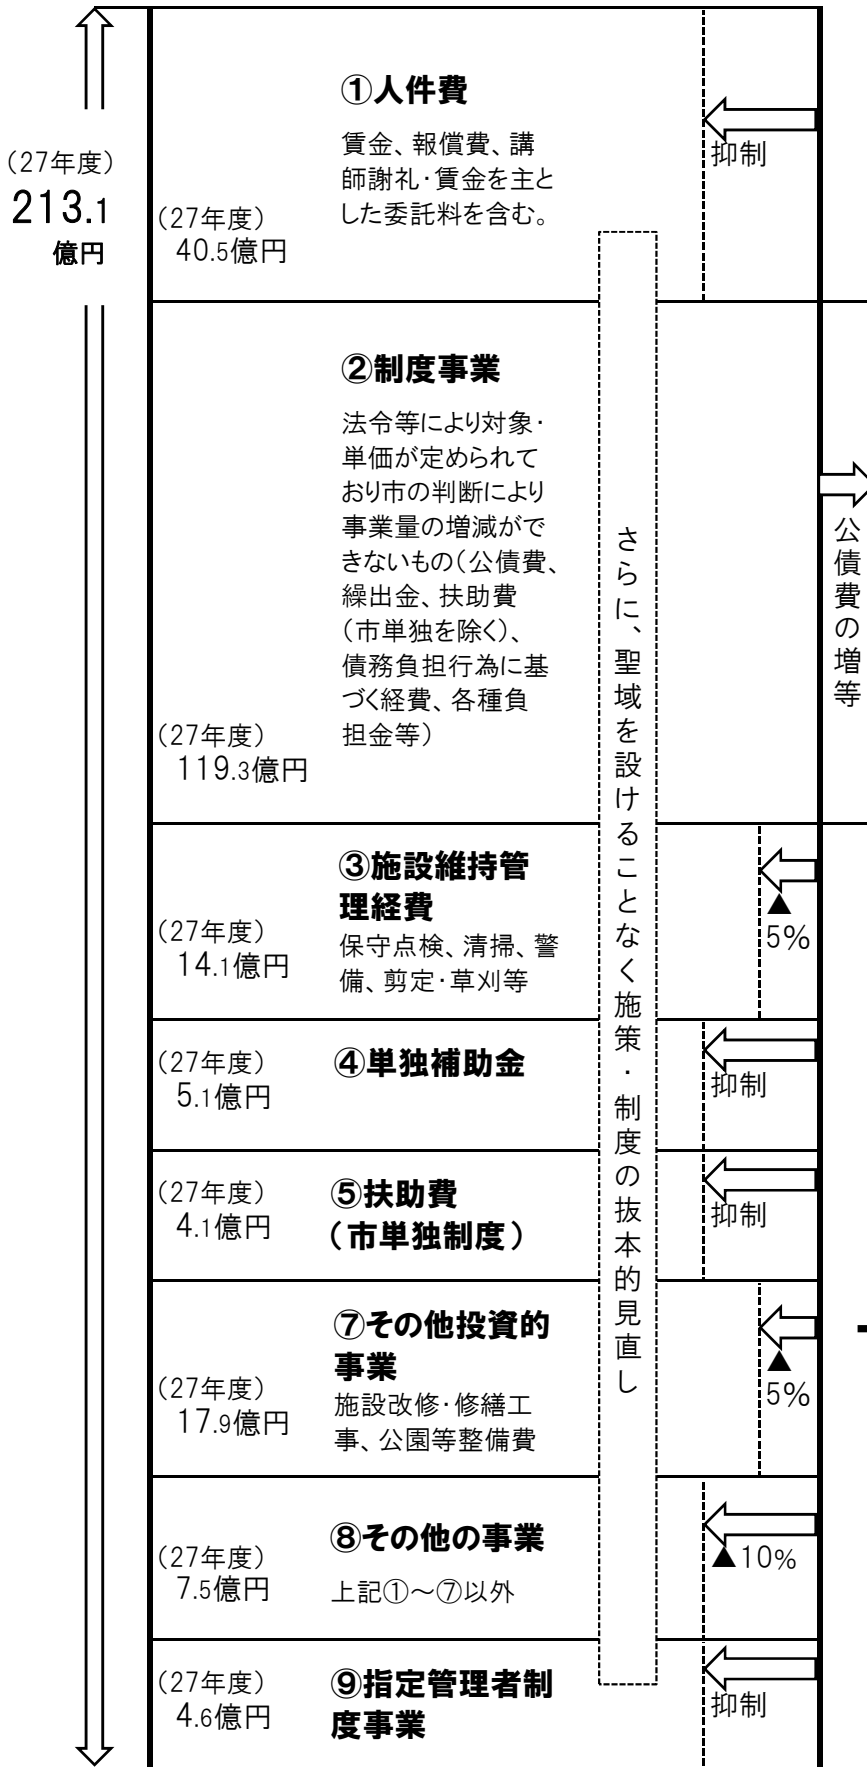 (27年度)
213.1
億円
①人件費
賃金、報償費、講
師謝礼・賃金を主と
した委託料を含む。
(27年度)
40.5億円
抑制
②制度事業
法令等により対象・
単価が定められて
おり市の判断により
事業量の増減がで
きないもの(公債費、
繰出金、扶助費
(市単独を除く)、
債務負担行為に基
づく経費、各種負
担金等)
(27年度)
119.3億円
公債費の増等
さらに、聖域を設けることなく施策・制度の抜本的見直し
③施設維持管
理経費
保守点検、清掃、警
備、剪定・草刈等
(27年度)
14.1億円
▲
5%
④単独補助金
(27年度)
5.1億円
抑制
⑤扶助費
(市単独制度)
(27年度)
4.1億円
抑制
⑦その他投資的
事業
施設改修・修繕工
事、公園等整備費
(27年度)
17.9億円
▲
5%
⑧その他の事業
上記①~⑦以外
(27年度)
7.5億円
▲10%
⑨指定管理者制
度事業
(27年度)
4.6億円
抑制